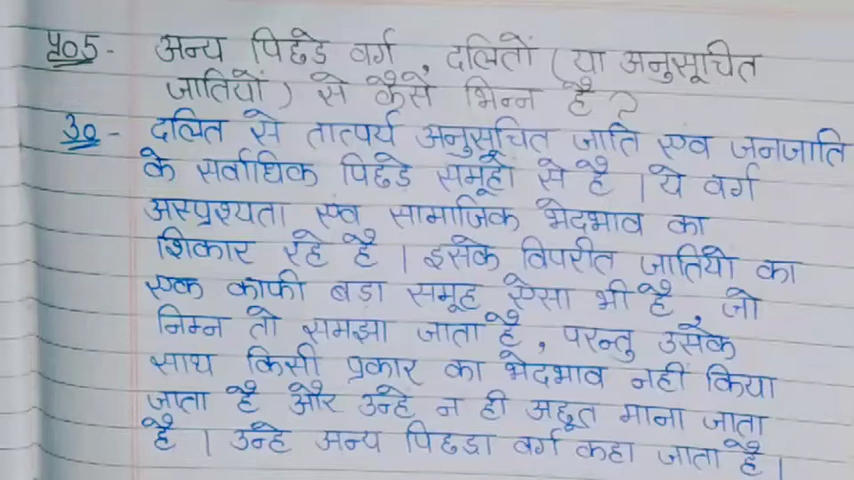 प्र05- अन्य पिछडे वर्ग, दलितों (या अनुसूचित
जातियों) से कैसे भिन्न है ?
उ0- दलित से तात्पर्य अनुसूचित जाति एवं जनजाति
के सर्वाधिक पिछडे समूहों से है । ये वर्ग
अस्पृश्यता एवं सामाजिक भेदभाव का
शिकार रहे है । इसके विपरीत जातियों का
एक काफी बडा समूह ऐसा भी है, जो
निम्न तो समझा जाता है, परन्तु उसके
साथ किसी प्रकार का भेदभाव नहीं किया
जाता है और उन्हे न ही अछूत माना जाता
है । उन्हे अन्य पिछडा वर्ग कहा जाता है ।